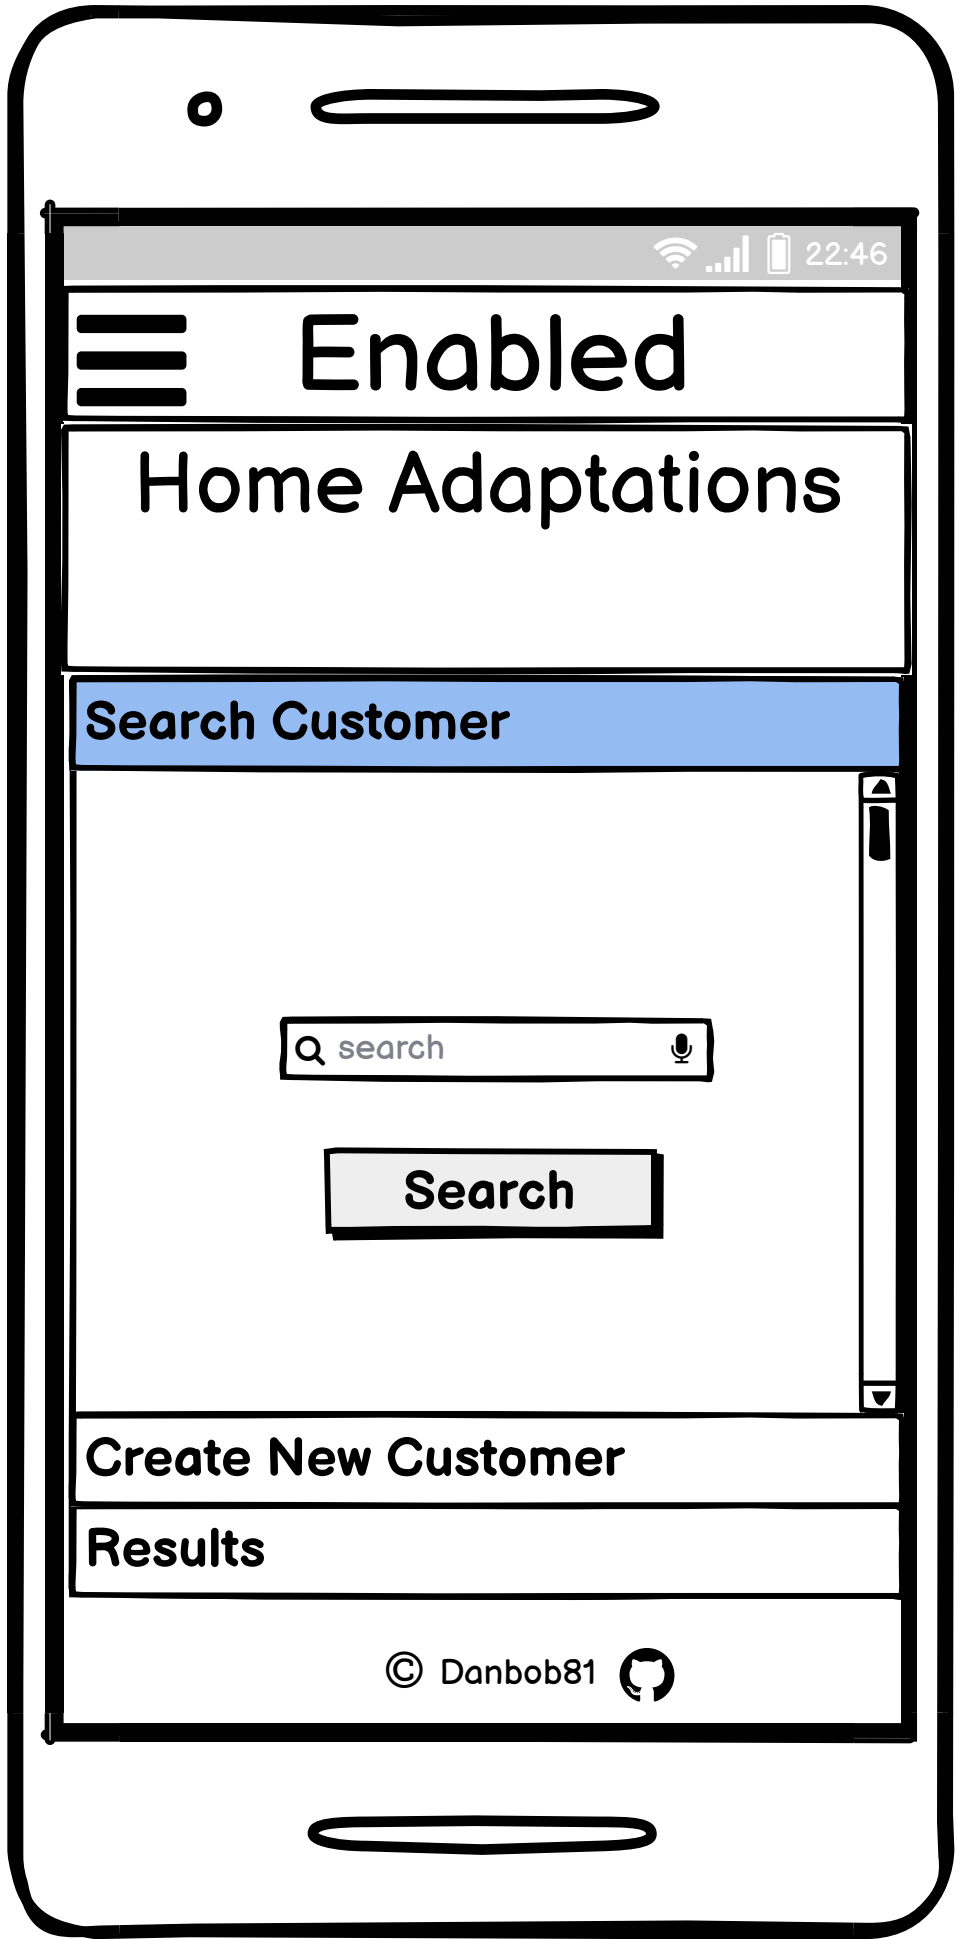 22:46
Enabled
Home Adaptations
Search Customer
search
Search
Create New Customer
Results
© Danbob81